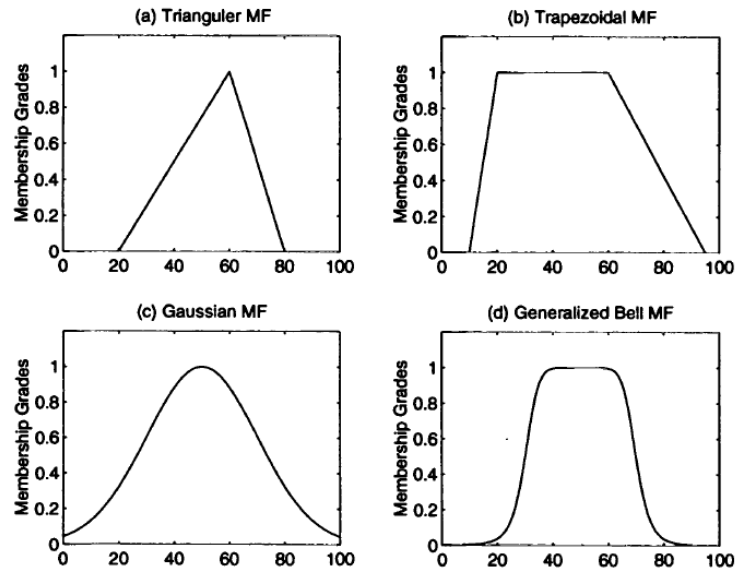 (a) Trianguler MF
Membership Grades
1
0.8
0.6
0.4
0.2
0
0 20 40 60 80 100
(b) Trapezoidal MF
Membership Grades
1
0.8
0.6
0.4
0.2
0
0 20 40 60 80 100
(c) Gaussian MF
Membership Grades
1
0.8
0.6
0.4
0.2
0
0 20 40 60 80 100
(d) Generalized Bell MF
Membership Grades
1
0.8
0.6
0.4
0.2
0
0 20 40 60 80 100